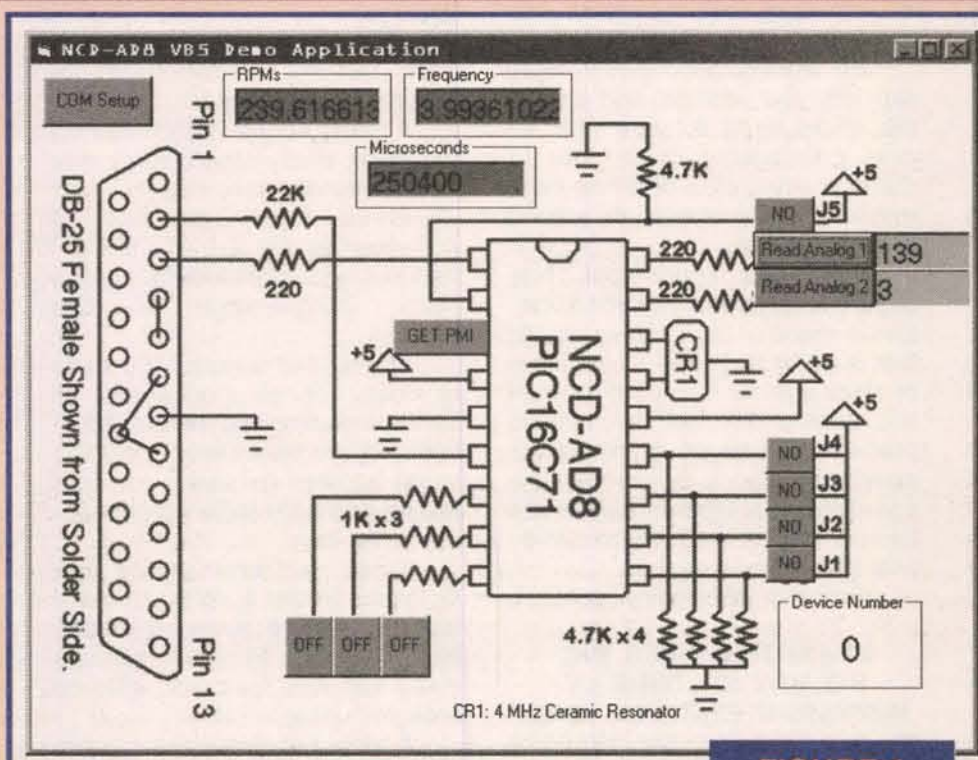 NCD-AD8 VB5 Demo Application
COM Setup
RPMs
239.616613
Frequency
3.99361022
Microseconds
250400
Pin 1
DB-25 Female Shown from Solder Side.
Pin 13
22K
220
4.7K
+5
NO
J5
220
Read Analog 1
139
220
Read Analog 2
3
GET PMI
+5
NCD-AD8
PIC16C71
CR1
+5
+5
NO
J4
NO
J3
NO
J2
NO
J1
1K x 3
OFF OFF OFF
4.7K x 4
Device Number
0
CR1: 4 MHz Ceramic Resonator